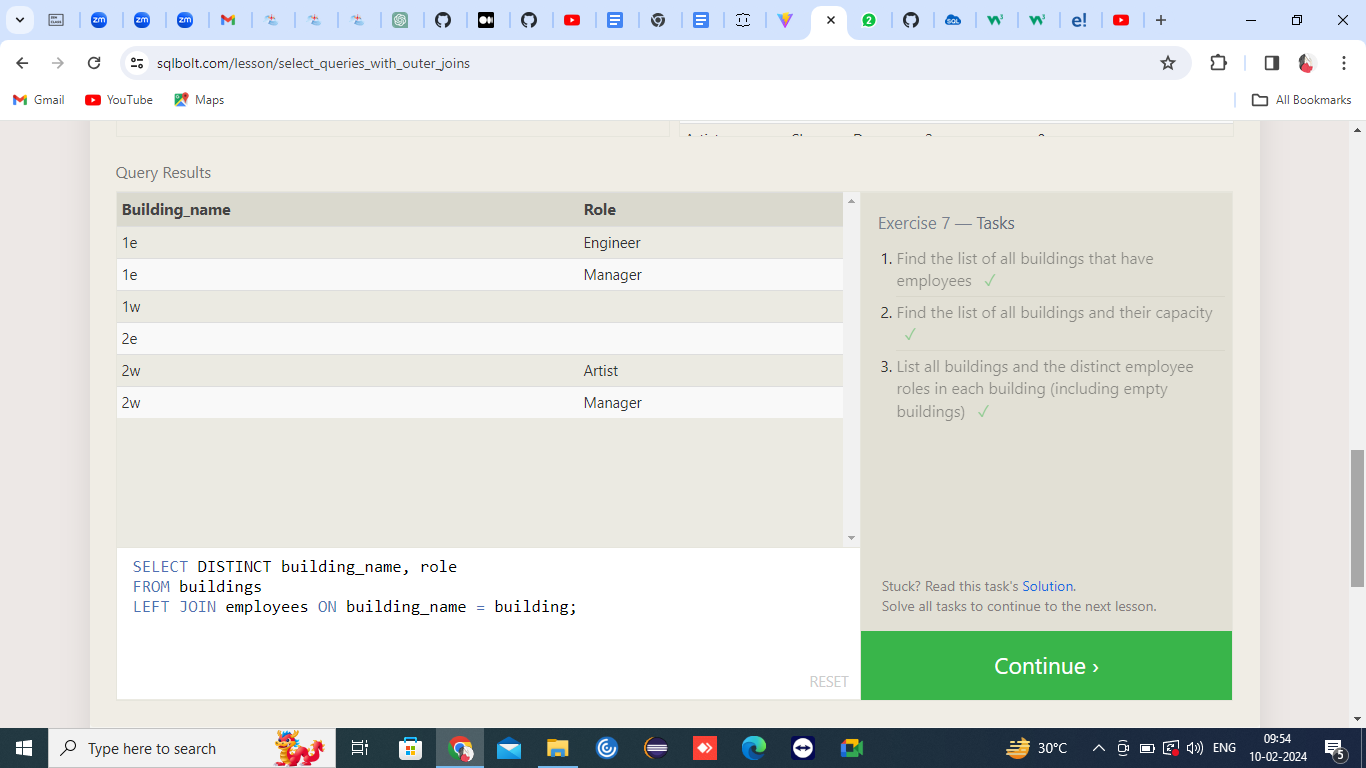 2
sqlbolt.com/lesson/select_queries_with_outer_joins
Gmail YouTube Maps All Bookmarks
Query Results
Building_name Role
1e Engineer
1e Manager
1w
2e
2w Artist
2w Manager
SELECT DISTINCT building_name, role
FROM buildings
LEFT JOIN employees ON building_name = building;
RESET
Exercise 7 — Tasks
1. Find the list of all buildings that have
employees ✓
2. Find the list of all buildings and their capacity
✓
3. List all buildings and the distinct employee
roles in each building (including empty
buildings) ✓
Stuck? Read this task's Solution.
Solve all tasks to continue to the next lesson.
Continue ›
Type here to search
30°C
ENG
09:54
10-02-2024
5